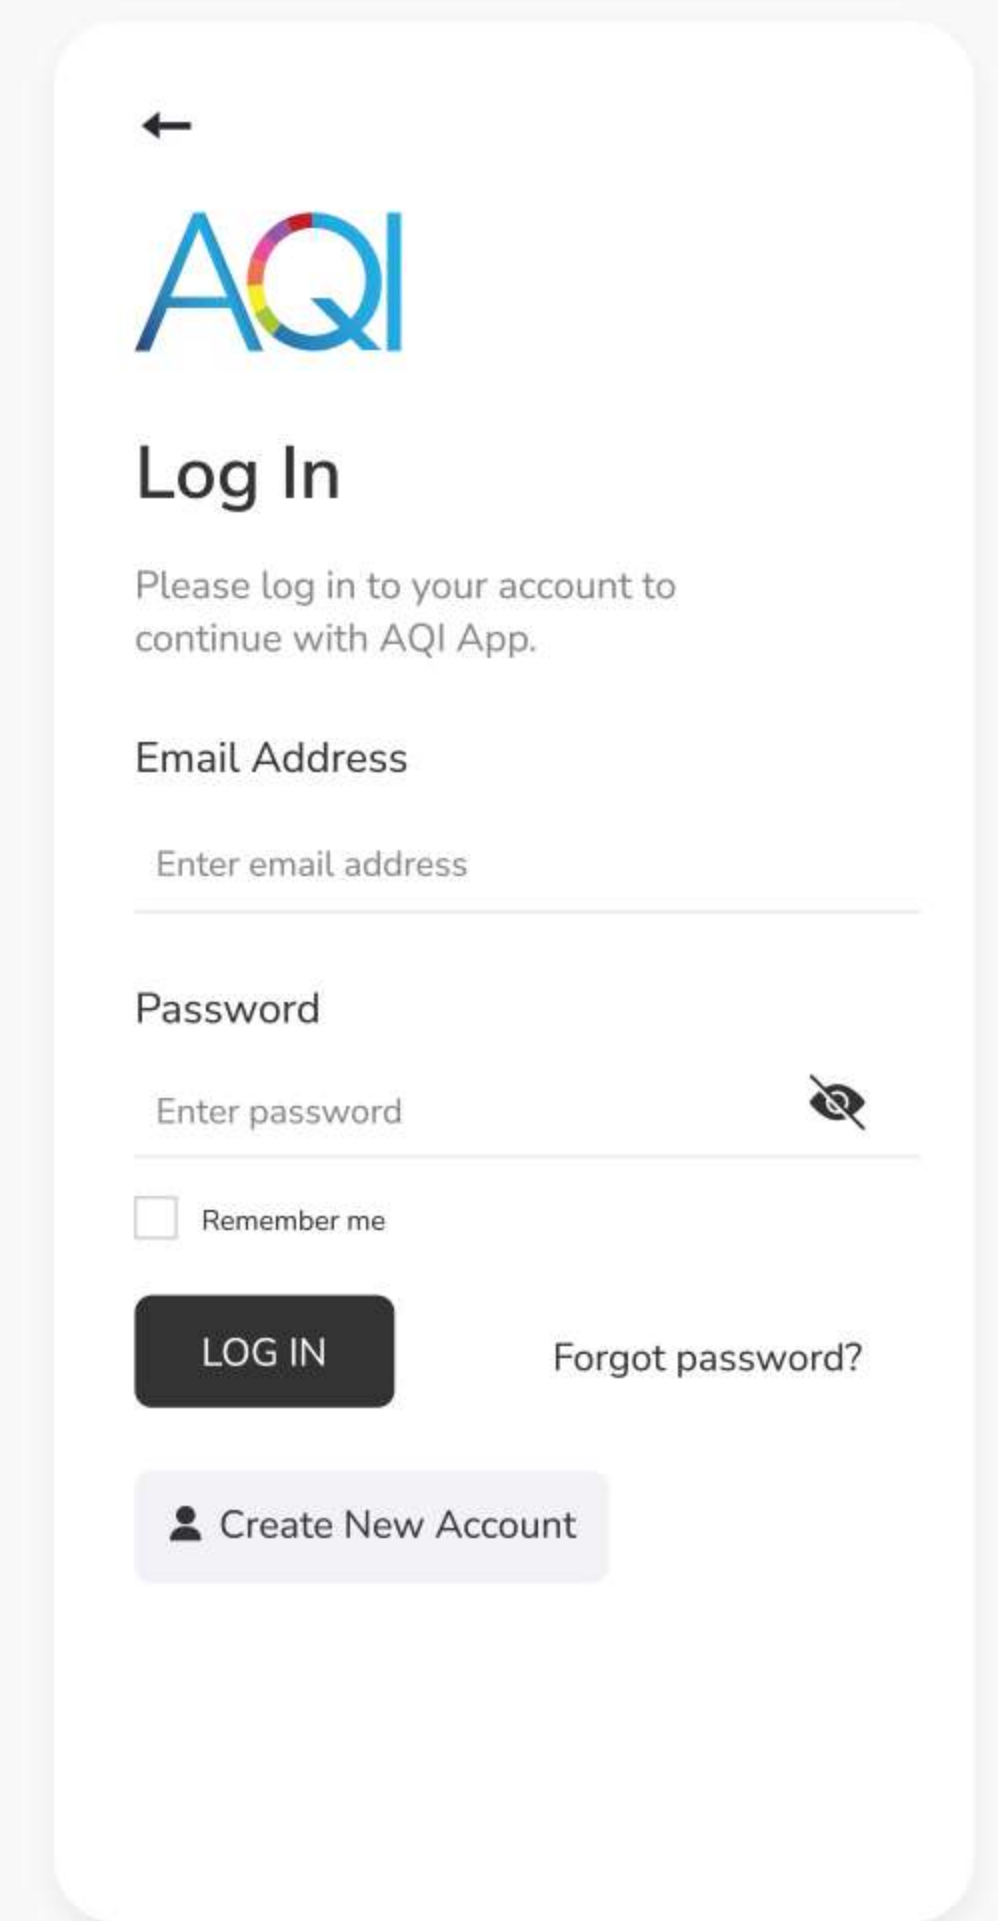 AQI
Log In
Please log in to your account to
continue with AQI App.
Email Address
Enter email address
Password
Enter password
Remember me
LOG IN
Forgot password?
Create New Account